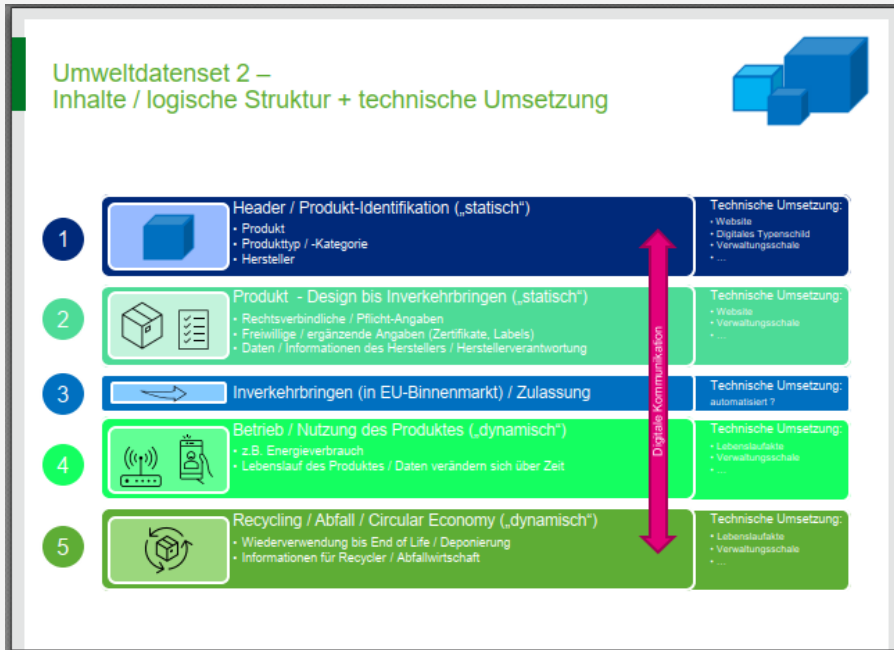 Umweltdatenset 2 –
Inhalte / logische Struktur + technische Umsetzung
1
Header / Produkt-Identifikation („statisch“)
• Produkt
• Produkttyp / -Kategorie
• Hersteller
Technische Umsetzung:
• Website
• Digitales Typenschild
• Verwaltungsschale
• ...
2
Produkt - Design bis Inverkehrbringen („statisch“)
• Rechtsverbindliche / Pflicht-Angaben
• Freiwillige / ergänzende Angaben (Zertifikate, Labels)
• Daten / Informationen des Herstellers / Herstellerverantwortung
Technische Umsetzung:
• Website
• Verwaltungsschale
• ...
3
Inverkehrbringen (in EU-Binnenmarkt) / Zulassung
Technische Umsetzung:
automatisiert ?
4
Betrieb / Nutzung des Produktes („dynamisch“)
• z.B. Energieverbrauch
• Lebenslauf des Produktes / Daten verändern sich über Zeit
Technische Umsetzung:
• Lebenslaufakte
• Verwaltungsschale
• ...
5
Recycling / Abfall / Circular Economy („dynamisch“)
• Wiederverwendung bis End of Life / Deponierung
• Informationen für Recycler / Abfallwirtschaft
Technische Umsetzung:
• Lebenslaufakte
• Verwaltungsschale
• ...
Digitale Kommunikation